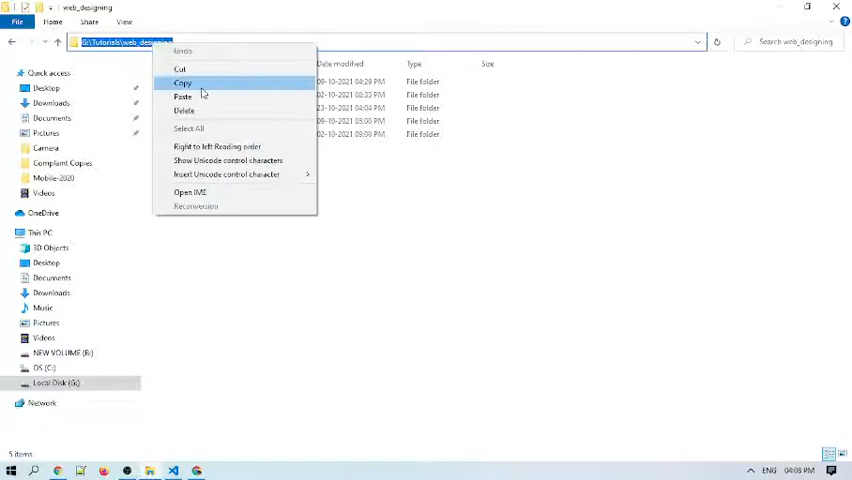 web_designing
File Home Share View
G:\Tutorials\web_designing
Search web_designing
Undo
Cut
Copy
Paste
Delete
Select All
Right to left Reading order
Show Unicode control characters
Insert Unicode control character
Open IME
Reconversion
Date modified Type Size
09-10-2021 04:29 PM File folder
02-10-2021 03:33 PM File folder
23-10-2021 04:04 PM File folder
09-10-2021 03:00 PM File folder
02-10-2021 03:33 PM File folder
Quick access
Desktop
Downloads
Documents
Pictures
Camera
Complaint Copies
Mobile-2020
Videos
OneDrive
This PC
3D Objects
Desktop
Documents
Downloads
Music
Pictures
Videos
NEW VOLUME (E:)
OS (C:)
Local Disk (G:)
Network
5 items
ENG 04:08 PM